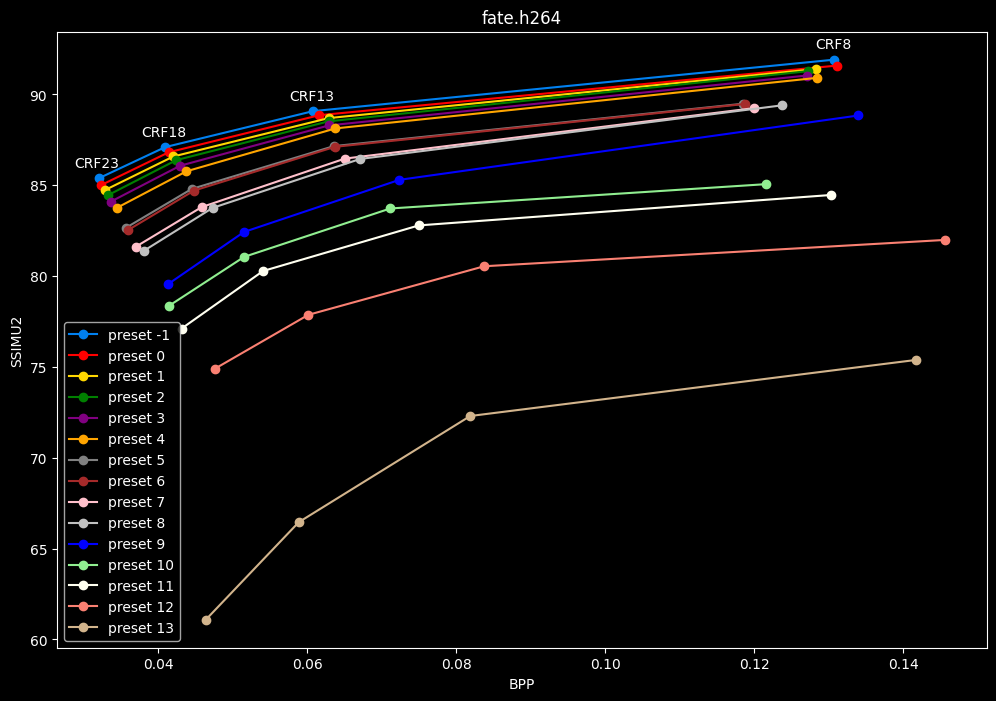 fate.h264
CRF8
CRF13
CRF18
CRF23
SSIMU2
90
85
80
75
70
65
60
preset -1
preset 0
preset 1
preset 2
preset 3
preset 4
preset 5
preset 6
preset 7
preset 8
preset 9
preset 10
preset 11
preset 12
preset 13
0.04 0.06 0.08 0.10 0.12 0.14
BPP